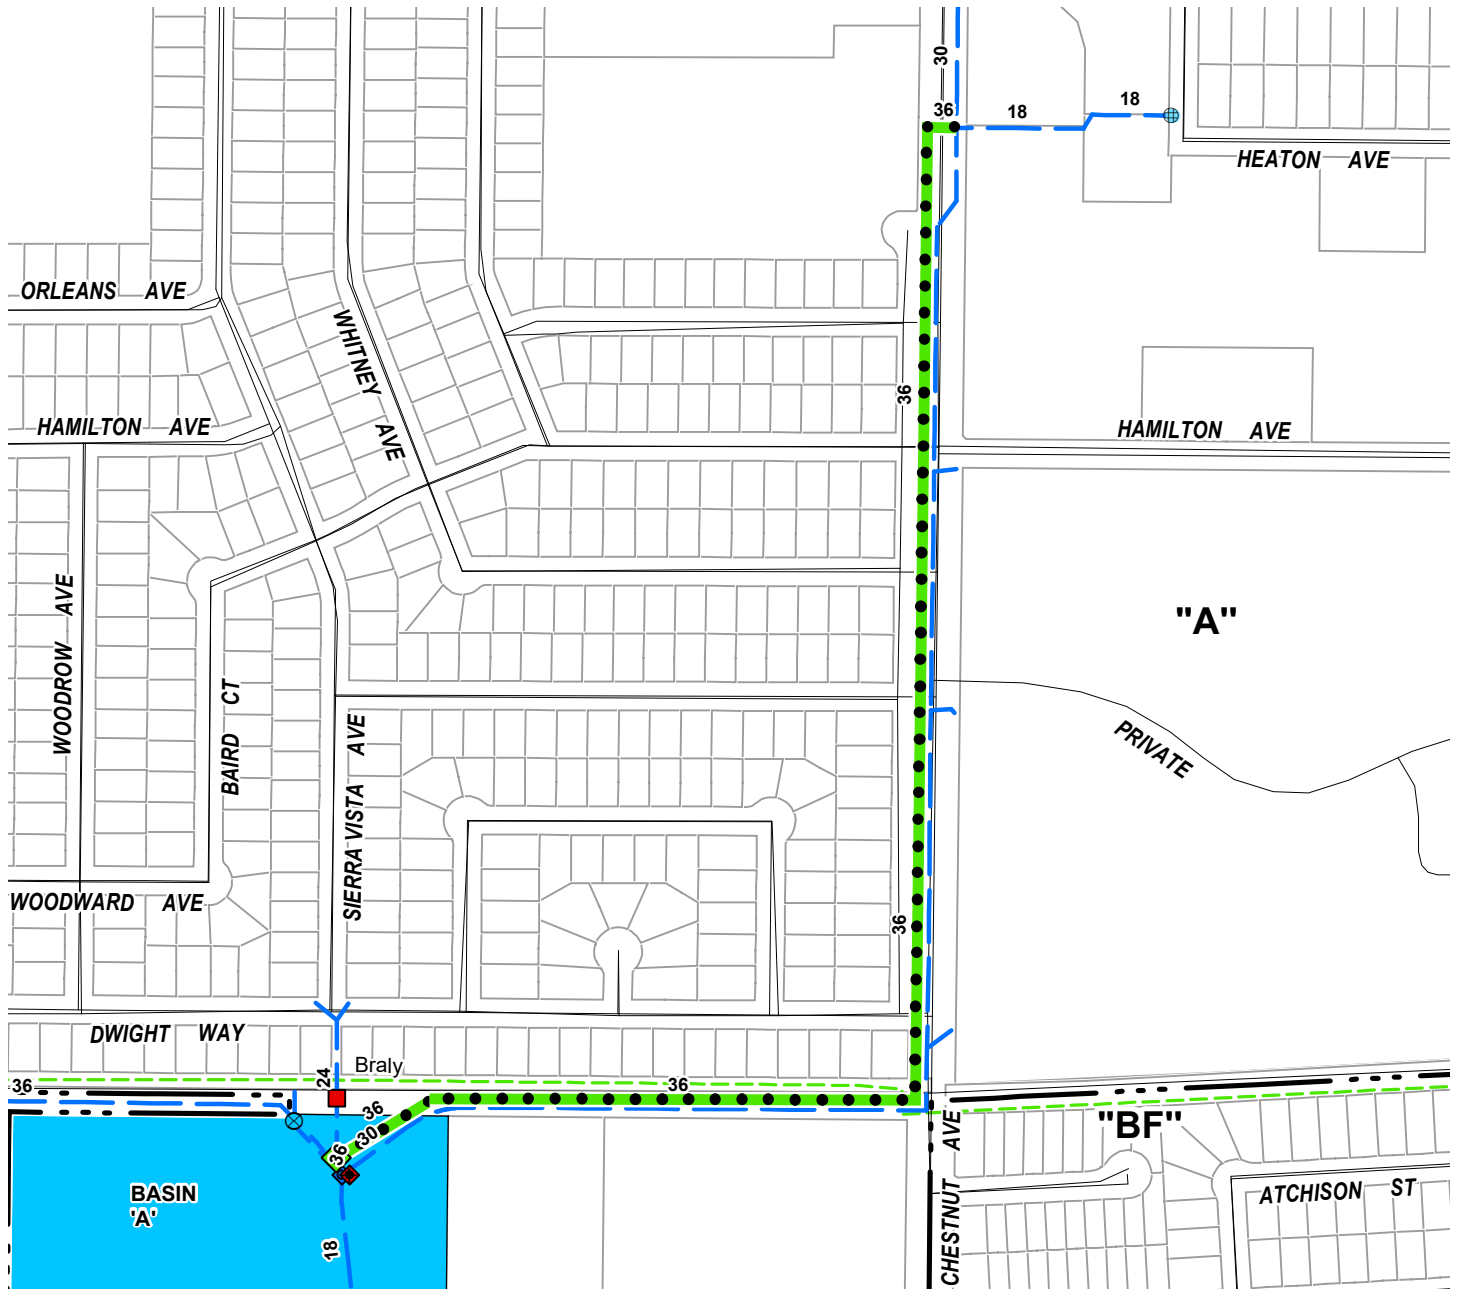 30
36
18
18
HEATON AVE
ORLEANS AVE
WHITNEY AVE
36
HAMILTON AVE
HAMILTON AVE
WOODROW AVE
"A"
BAIRD CT
SIERRA VISTA AVE
PRIVATE
WOODWARD AVE
36
DWIGHT WAY
Braly
24
36
36
36
30
36
"BF"
CHESTNUT AVE
ATCHISON ST
BASIN
'A'
18